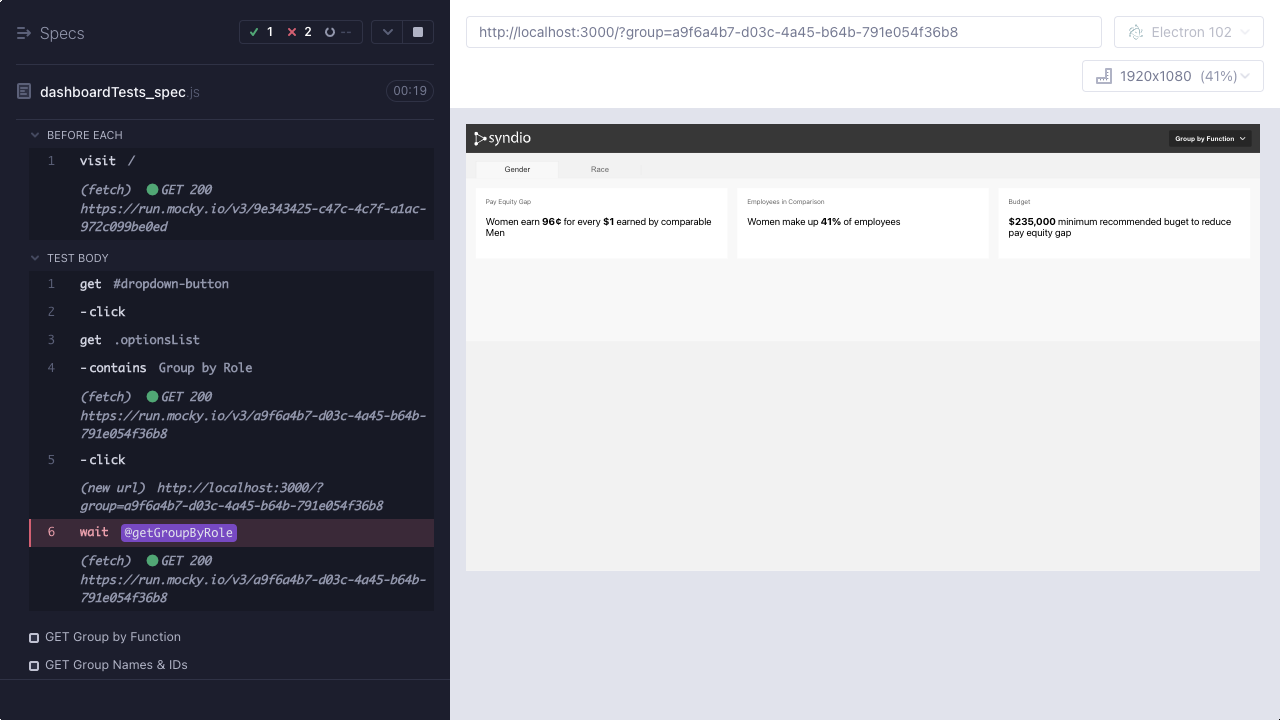 Specs
1
2
--
dashboardTests_spec.js
00:19
BEFORE EACH
1 visit /
(fetch) GET 200
https://run.mocky.io/v3/9e343425-c47c-4c7f-a1ac-
972c099be0ed
TEST BODY
1 get #dropdown-button
2 -click
3 get .optionsList
4 -contains Group by Role
(fetch) GET 200
https://run.mocky.io/v3/a9f6a4b7-d03c-4a45-b64b-
791e054f36b8
5 -click
(new url) http://localhost:3000/?
group=a9f6a4b7-d03c-4a45-b64b-791e054f36b8
6 wait @getGroupByRole
(fetch) GET 200
https://run.mocky.io/v3/a9f6a4b7-d03c-4a45-b64b-
791e054f36b8
GET Group by Function
GET Group Names & IDs
http://localhost:3000/?group=a9f6a4b7-d03c-4a45-b64b-791e054f36b8
Electron 102
1920x1080 (41%)
syndio
Group by Function
Gender
Race
Pay Equity Gap
Women earn 96¢ for every $1 earned by comparable
Men
Employees in Comparison
Women make up 41% of employees
Budget
$235,000 minimum recommended buget to reduce
pay equity gap